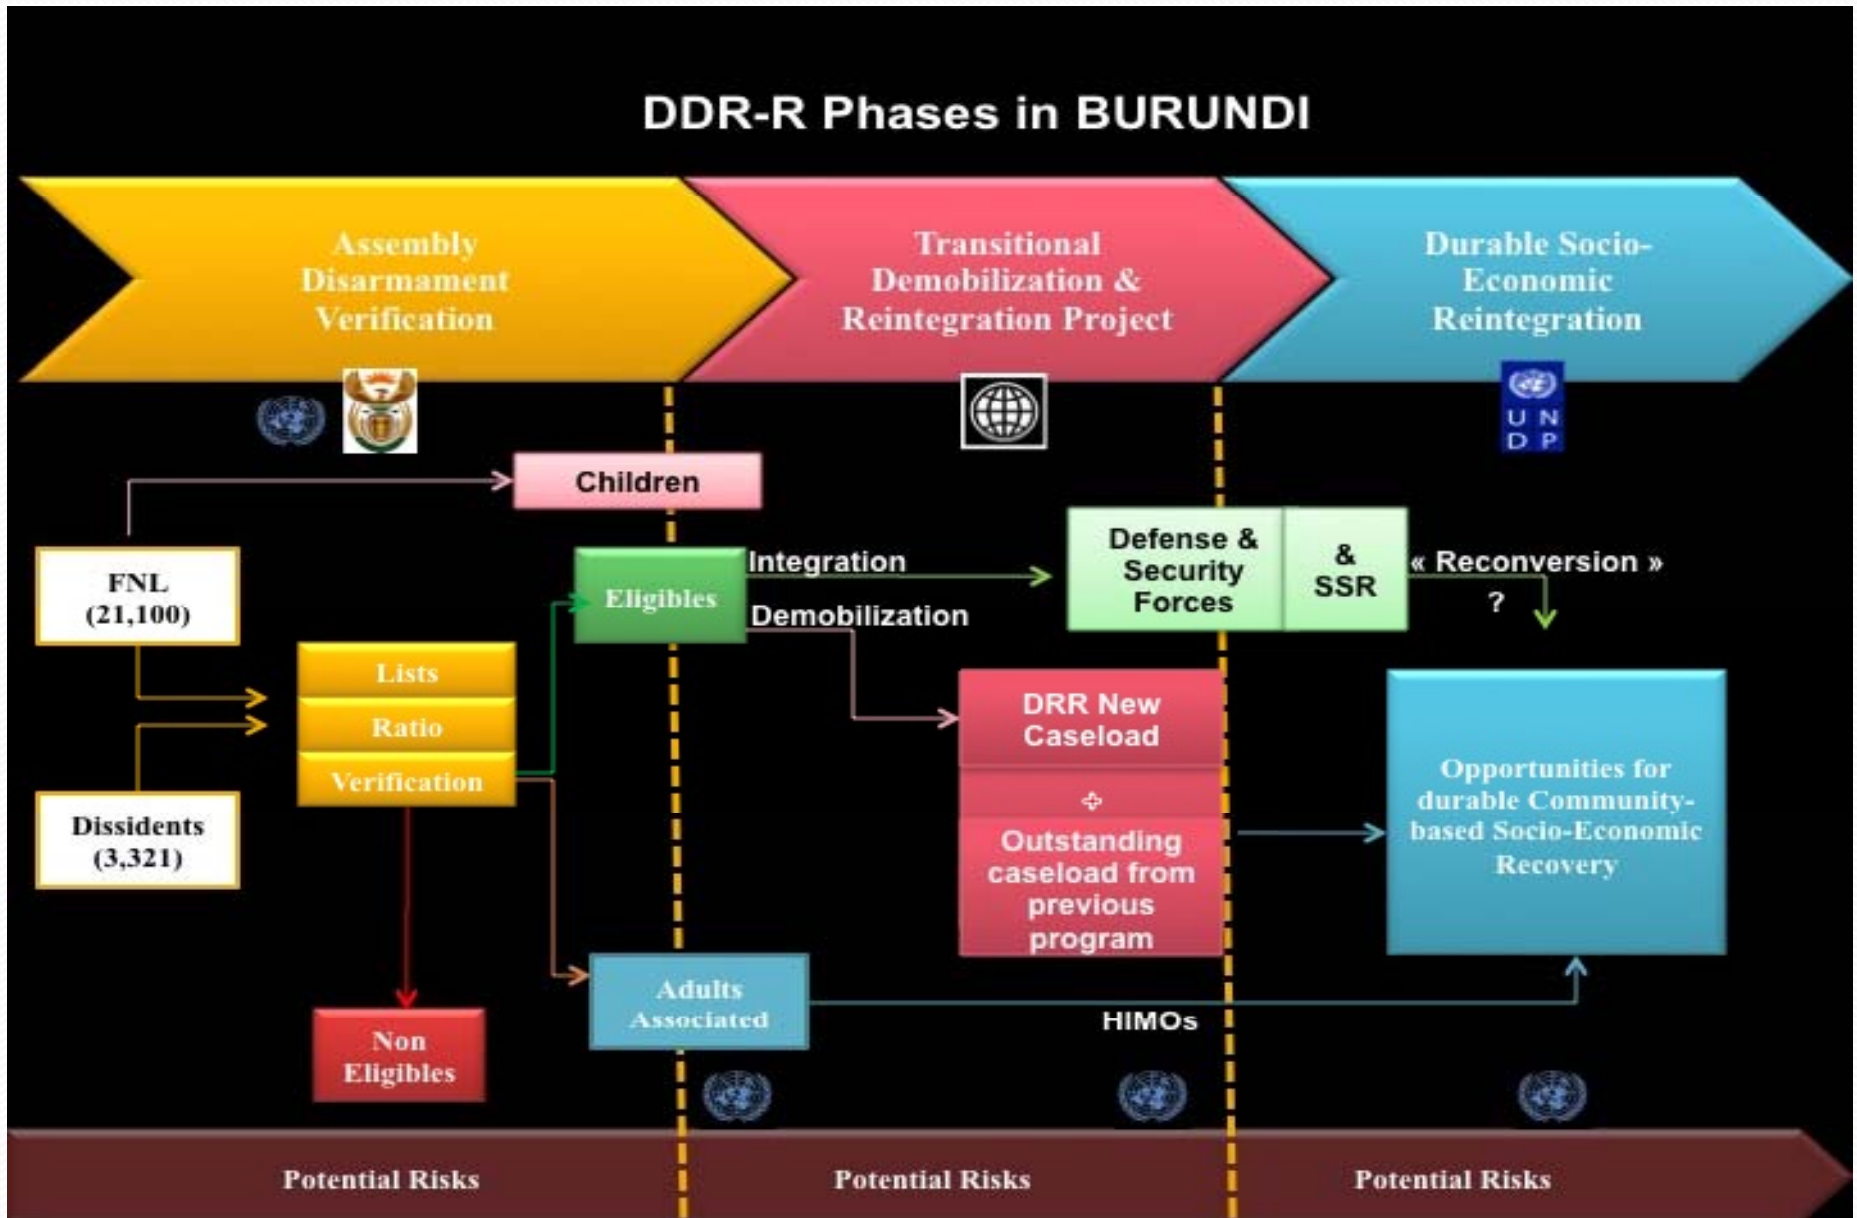 DDR-R Phases in BURUNDI
Assembly
Disarmament
Verification
Transitional
Demobilization &
Reintegration Project
Durable Socio-
Economic
Reintegration
U N
D P
Children
FNL
(21,100)
Dissidents
(3,321)
Lists
Ratio
Verification
Non
Eligibles
Eligibles
Integration
Demobilization
Adults
Associated
Defense &
Security
Forces
&
SSR
« Reconversion »
?
DRR New
Caseload
+
Outstanding
caseload from
previous
program
HIMOs
Opportunities for
durable Community-
based Socio-Economic
Recovery
Potential Risks
Potential Risks
Potential Risks